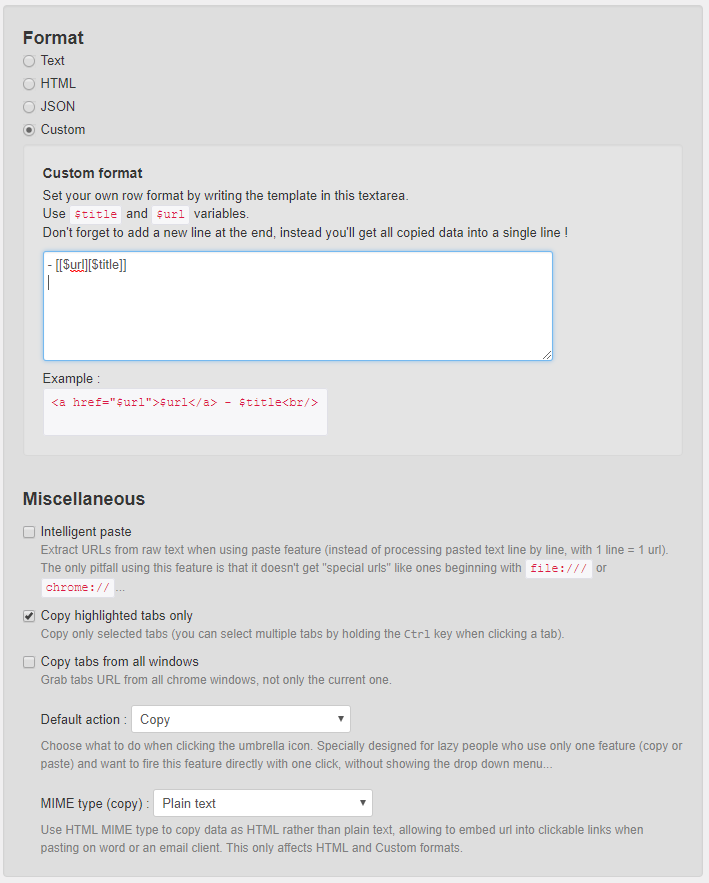 Format
Text
HTML
JSON
Custom
Custom format
Set your own row format by writing the template in this textarea.
Use $title and $url variables.
Don't forget to add a new line at the end, instead you'll get all copied data into a single line !
- [[$url][$title]]
Example :
<a href="$url">$url</a> - $title<br/>
Miscellaneous
Intelligent paste
Extract URLs from raw text when using paste feature (instead of processing pasted text line by line, with 1 line = 1 url).
The only pitfall using this feature is that it doesn't get "special urls" like ones beginning with file:/// or
chrome:// ...
Copy highlighted tabs only
Copy only selected tabs (you can select multiple tabs by holding the Ctrl key when clicking a tab).
Copy tabs from all windows
Grab tabs URL from all chrome windows, not only the current one.
Default action : Copy
Choose what to do when clicking the umbrella icon. Specially designed for lazy people who use only one feature (copy or
paste) and want to fire this feature directly with one click, without showing the drop down menu...
MIME type (copy) : Plain text
Use HTML MIME type to copy data as HTML rather than plain text, allowing to embed url into clickable links when
pasting on word or an email client. This only affects HTML and Custom formats.